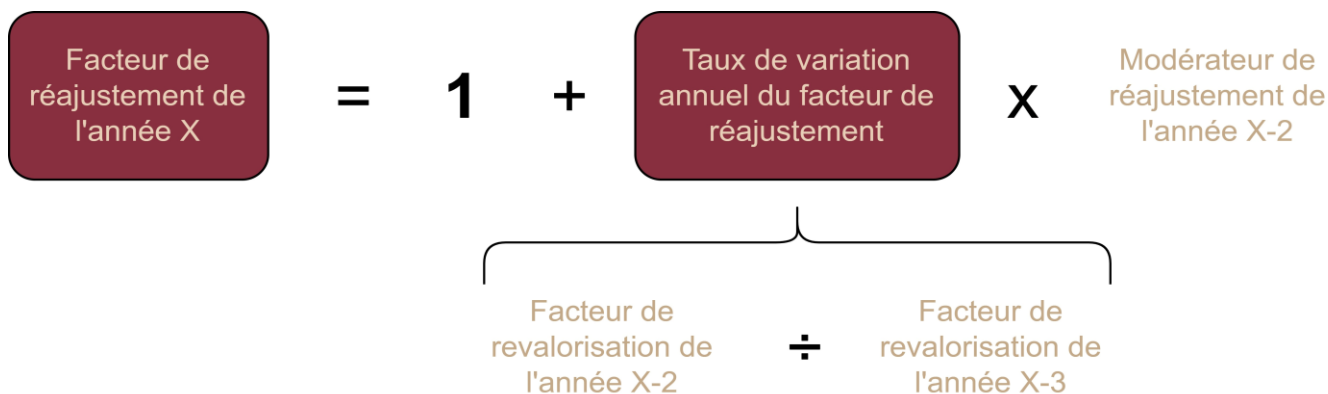 Facteur de
réajustement de
l'année X
=
1
+
Taux de variation
annuel du facteur de
réajustement
x
Modérateur de
réajustement de
l'année X-2
Facteur de
revalorisation de
l'année X-2
÷
Facteur de
revalorisation de
l'année X-3